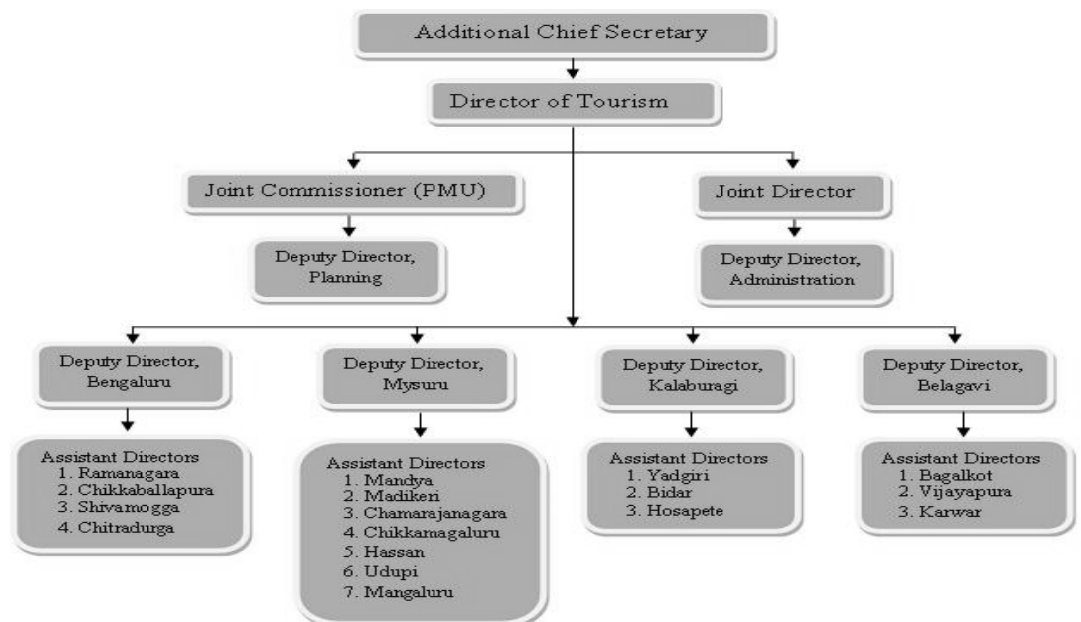 Additional Chief Secretary
Director of Tourism
Joint Commissioner (PMU)
Joint Director
Deputy Director,
Planning
Deputy Director,
Administration
Deputy Director,
Bengaluru
Deputy Director,
Mysuru
Deputy Director,
Kalaburagi
Deputy Director,
Belagavi
Assistant Directors
1. Ramanagara
2. Chikkaballapura
3. Shivamogga
4. Chitradurga
Assistant Directors
1. Mandya
2. Madikeri
3. Chamarajanagara
4. Chikkamagaluru
5. Hassan
6. Udupi
7. Mangaluru
Assistant Directors
1. Yadgiri
2. Bidar
3. Hosapete
Assistant Directors
1. Bagalkot
2. Vijayapura
3. Karwar